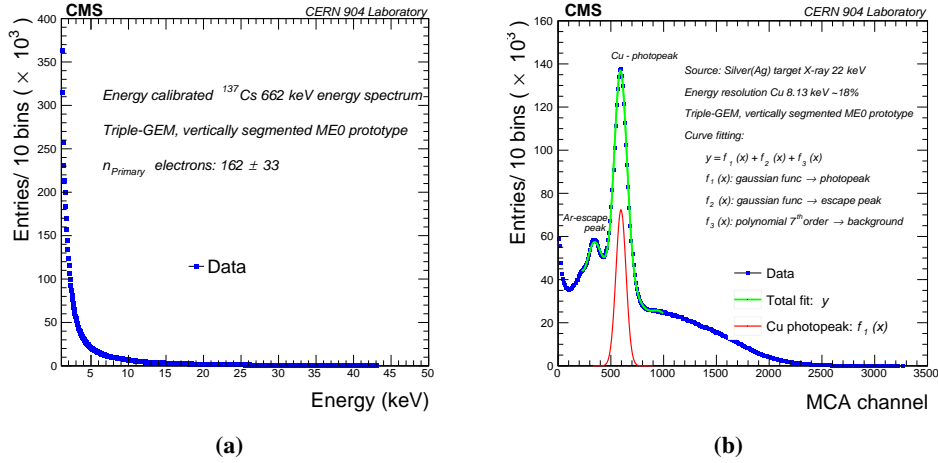 CMS CERN 904 Laboratory
Entries/ 10 bins ( × 10³)
400
350
300
250
200
150
100
50
0
Energy calibrated ¹³⁷Cs 662 keV energy spectrum
Triple-GEM, vertically segmented ME0 prototype
n_Primary electrons: 162 ± 33
Data
5 10 15 20 25 30 35 40 45 50
Energy (keV)
(a)
CMS CERN 904 Laboratory
Entries/ 10 bins ( × 10³)
160
140
120
100
80
60
40
20
0
Cu - photopeak
Ar-escape
peak
Source: Silver(Ag) target X-ray 22 keV
Energy resolution Cu 8.13 keV ~18%
Triple-GEM, vertically segmented ME0 prototype
Curve fitting:
y = f₁(x) + f₂(x) + f₃(x)
f₁(x): gaussian func → photopeak
f₂(x): gaussian func → escape peak
f₃(x): polynomial 7ᵗʰ order → background
Data
Total fit: y
Cu photopeak: f₁(x)
0 500 1000 1500 2000 2500 3000 3500
MCA channel
(b)